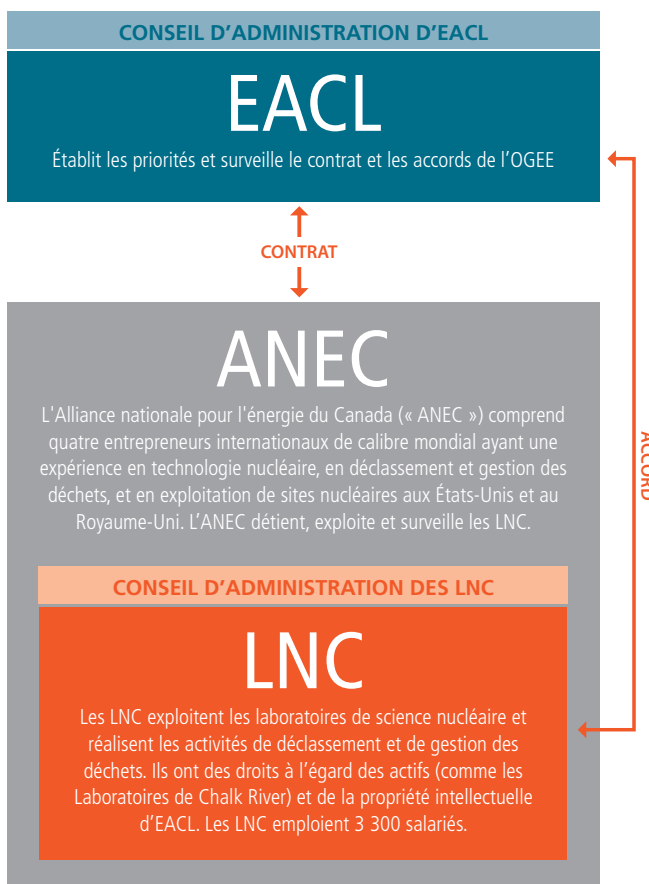 CONSEIL D’ADMINISTRATION D’EACL
EACL
Établit les priorités et surveille le contrat et les accords de l’OGEE
CONTRAT
ANEC
L'Alliance nationale pour l'énergie du Canada (« ANEC ») comprend
quatre entrepreneurs internationaux de calibre mondial ayant une
expérience en technologie nucléaire, en déclassement et gestion des
déchets, et en exploitation de sites nucléaires aux États-Unis et au
Royaume-Uni. L’ANEC détient, exploite et surveille les LNC.
ACCORD
CONSEIL D’ADMINISTRATION DES LNC
LNC
Les LNC exploitent les laboratoires de science nucléaire et
réalisent les activités de déclassement et de gestion des
déchets. Ils ont des droits à l’égard des actifs (comme les
Laboratoires de Chalk River) et de la propriété intellectuelle
d’EACL. Les LNC emploient 3 300 salariés.